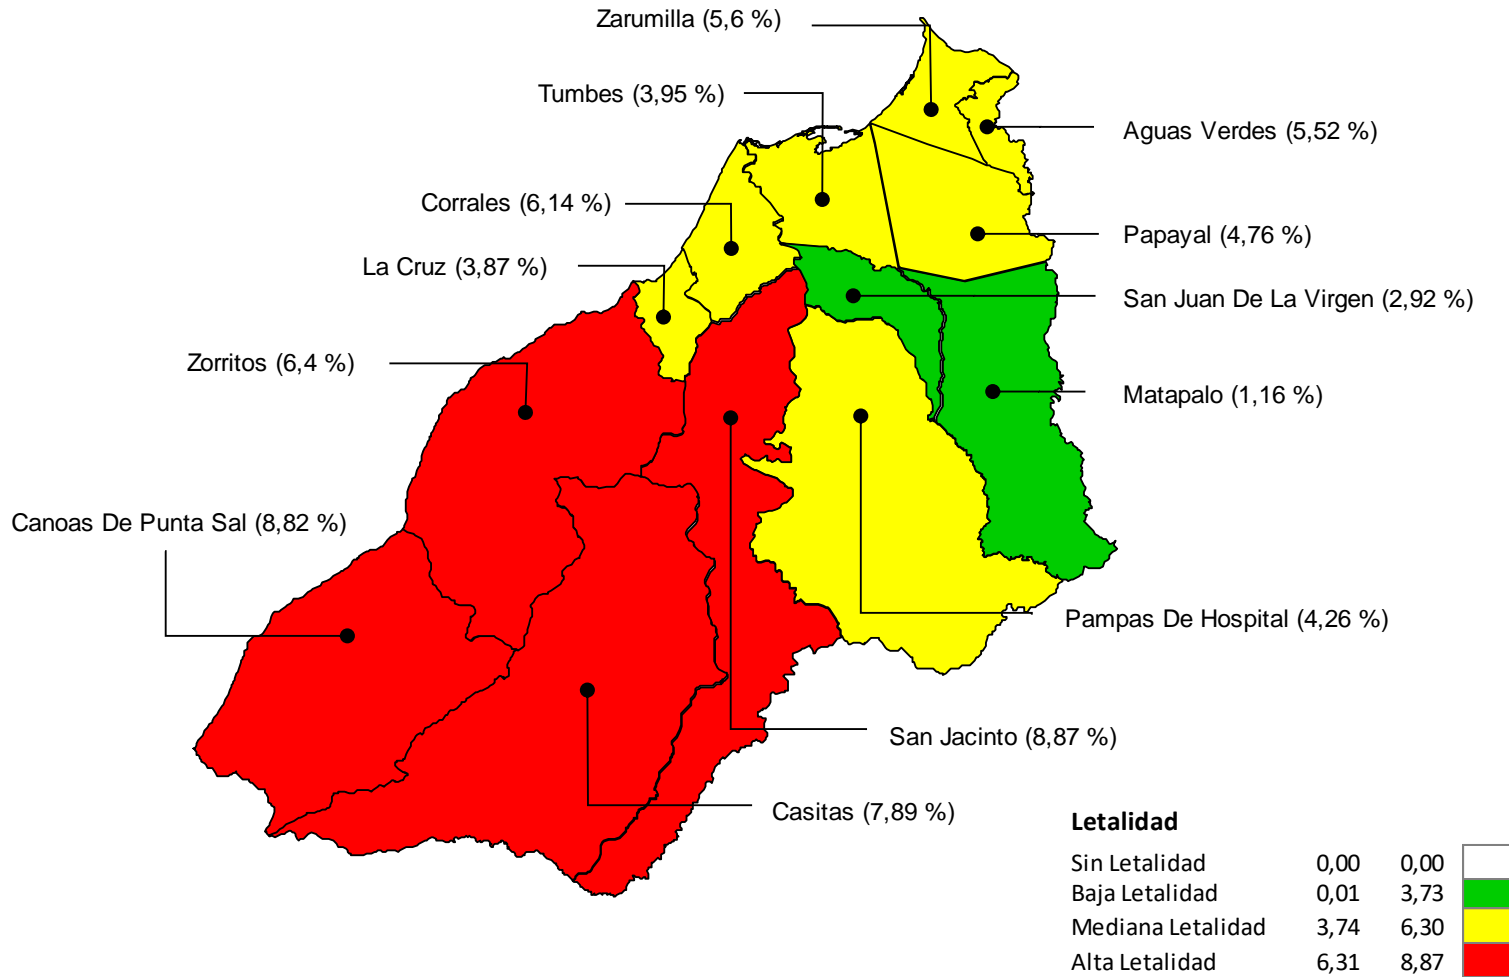 Zarumilla (5,6 %)
Tumbes (3,95 %)
Aguas Verdes (5,52 %)
Corrales (6,14 %)
Papayal (4,76 %)
La Cruz (3,87 %)
San Juan De La Virgen (2,92 %)
Zorritos (6,4 %)
Matapalo (1,16 %)
Canoas De Punta Sal (8,82 %)
Pampas De Hospital (4,26 %)
San Jacinto (8,87 %)
Casitas (7,89 %)
Letalidad
Sin Letalidad 0,00 0,00
Baja Letalidad 0,01 3,73
Mediana Letalidad 3,74 6,30
Alta Letalidad 6,31 8,87